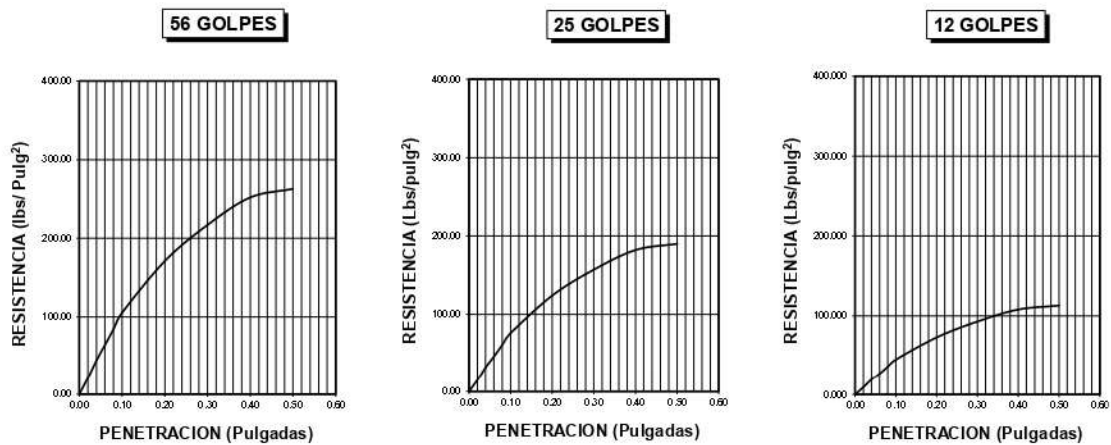 56 GOLPES
RESISTENCIA (lbs/ Pulg²)
400.00
300.00
200.00
100.00
0.00
0.00 0.10 0.20 0.30 0.40 0.50 0.60
PENETRACION (Pulgadas)
25 GOLPES
RESISTENCIA (Lbs/pulg²)
400.00
300.00
200.00
100.00
0.00
0.00 0.10 0.20 0.30 0.40 0.50 0.60
PENETRACION (Pulgadas)
12 GOLPES
RESISTENCIA (Lbs/pulg²)
400.000
300.000
200.000
100.000
0.000
0.00 0.10 0.20 0.30 0.40 0.50 0.60
PENETRACION (Pulgadas)